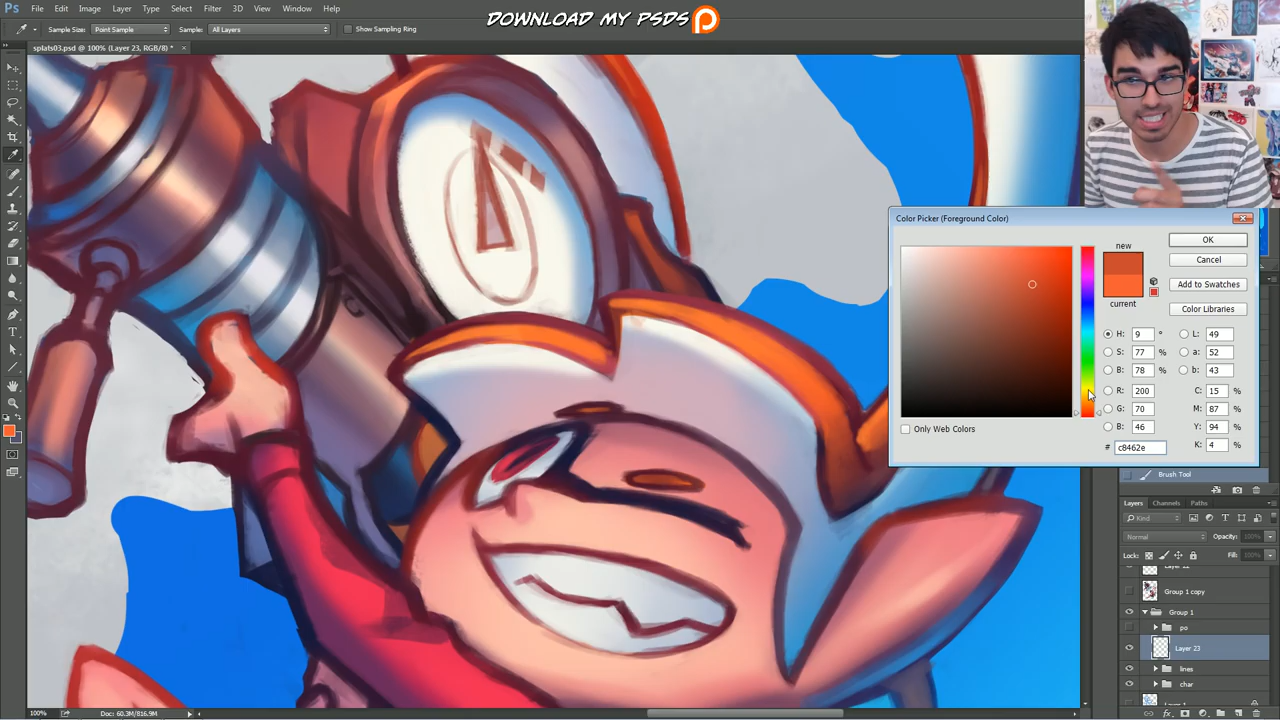 Ps File Edit Image Layer Type Select Filter 3D View Window Help
DOWNLOAD MY PSDS
Sample Size: Point Sample Sample: All Layers Show Sampling Ring
splats03.psd @ 100% (Layer 23, RGB/8) *
Color Picker (Foreground Color)
new
current
OK
Cancel
Add to Swatches
Color Libraries
H: 9 ° L: 49
S: 77 % a: 52
B: 78 % b: 43
R: 200 C: 15 %
G: 70 M: 87 %
B: 46 Y: 94 %
# c8462e K: 4 %
Only Web Colors
Brush Tool
Layers Channels Paths
Kind
Normal Opacity: 100%
Lock: Fill: 100%
Group 1 copy
Group 1
po
Layer 23
lines
char
100% Doc: 60.3M/816.9M